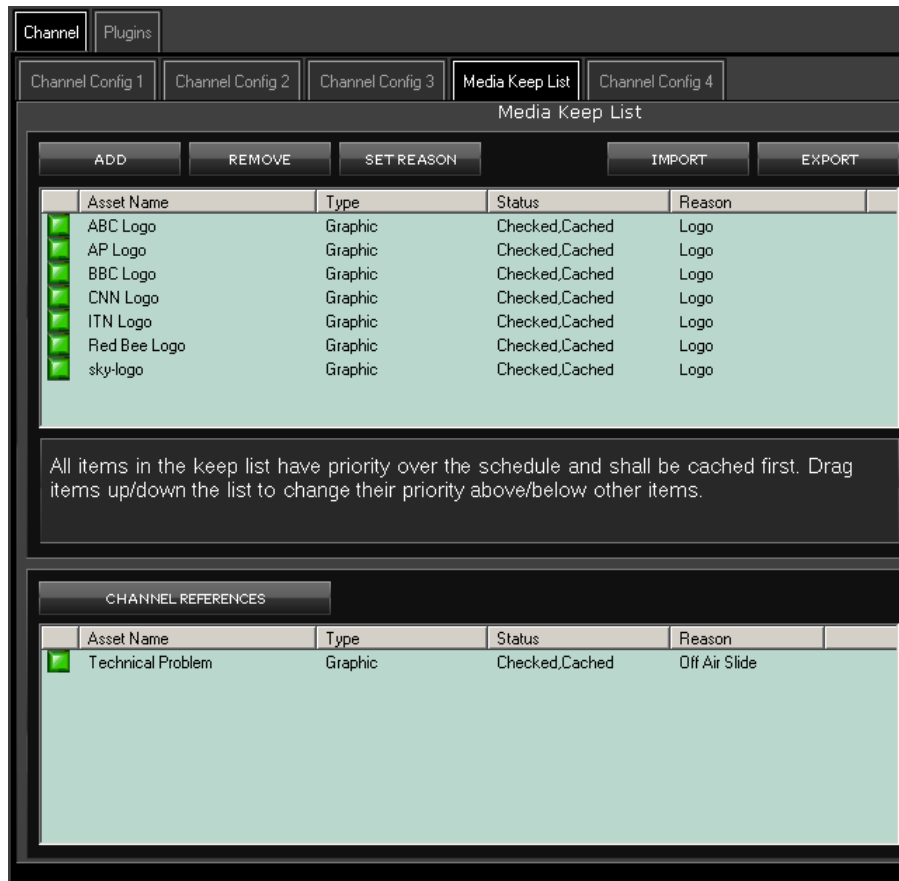 Channel Plugins
Channel Config 1 Channel Config 2 Channel Config 3 Media Keep List Channel Config 4
Media Keep List
ADD REMOVE SET REASON IMPORT EXPORT
Asset Name Type Status Reason
ABC Logo Graphic Checked,Cached Logo
AP Logo Graphic Checked,Cached Logo
BBC Logo Graphic Checked,Cached Logo
CNN Logo Graphic Checked,Cached Logo
ITN Logo Graphic Checked,Cached Logo
Red Bee Logo Graphic Checked,Cached Logo
sky-logo Graphic Checked,Cached Logo
All items in the keep list have priority over the schedule and shall be cached first. Drag
items up/down the list to change their priority above/below other items.
CHANNEL REFERENCES
Asset Name Type Status Reason
Technical Problem Graphic Checked,Cached Off Air Slide